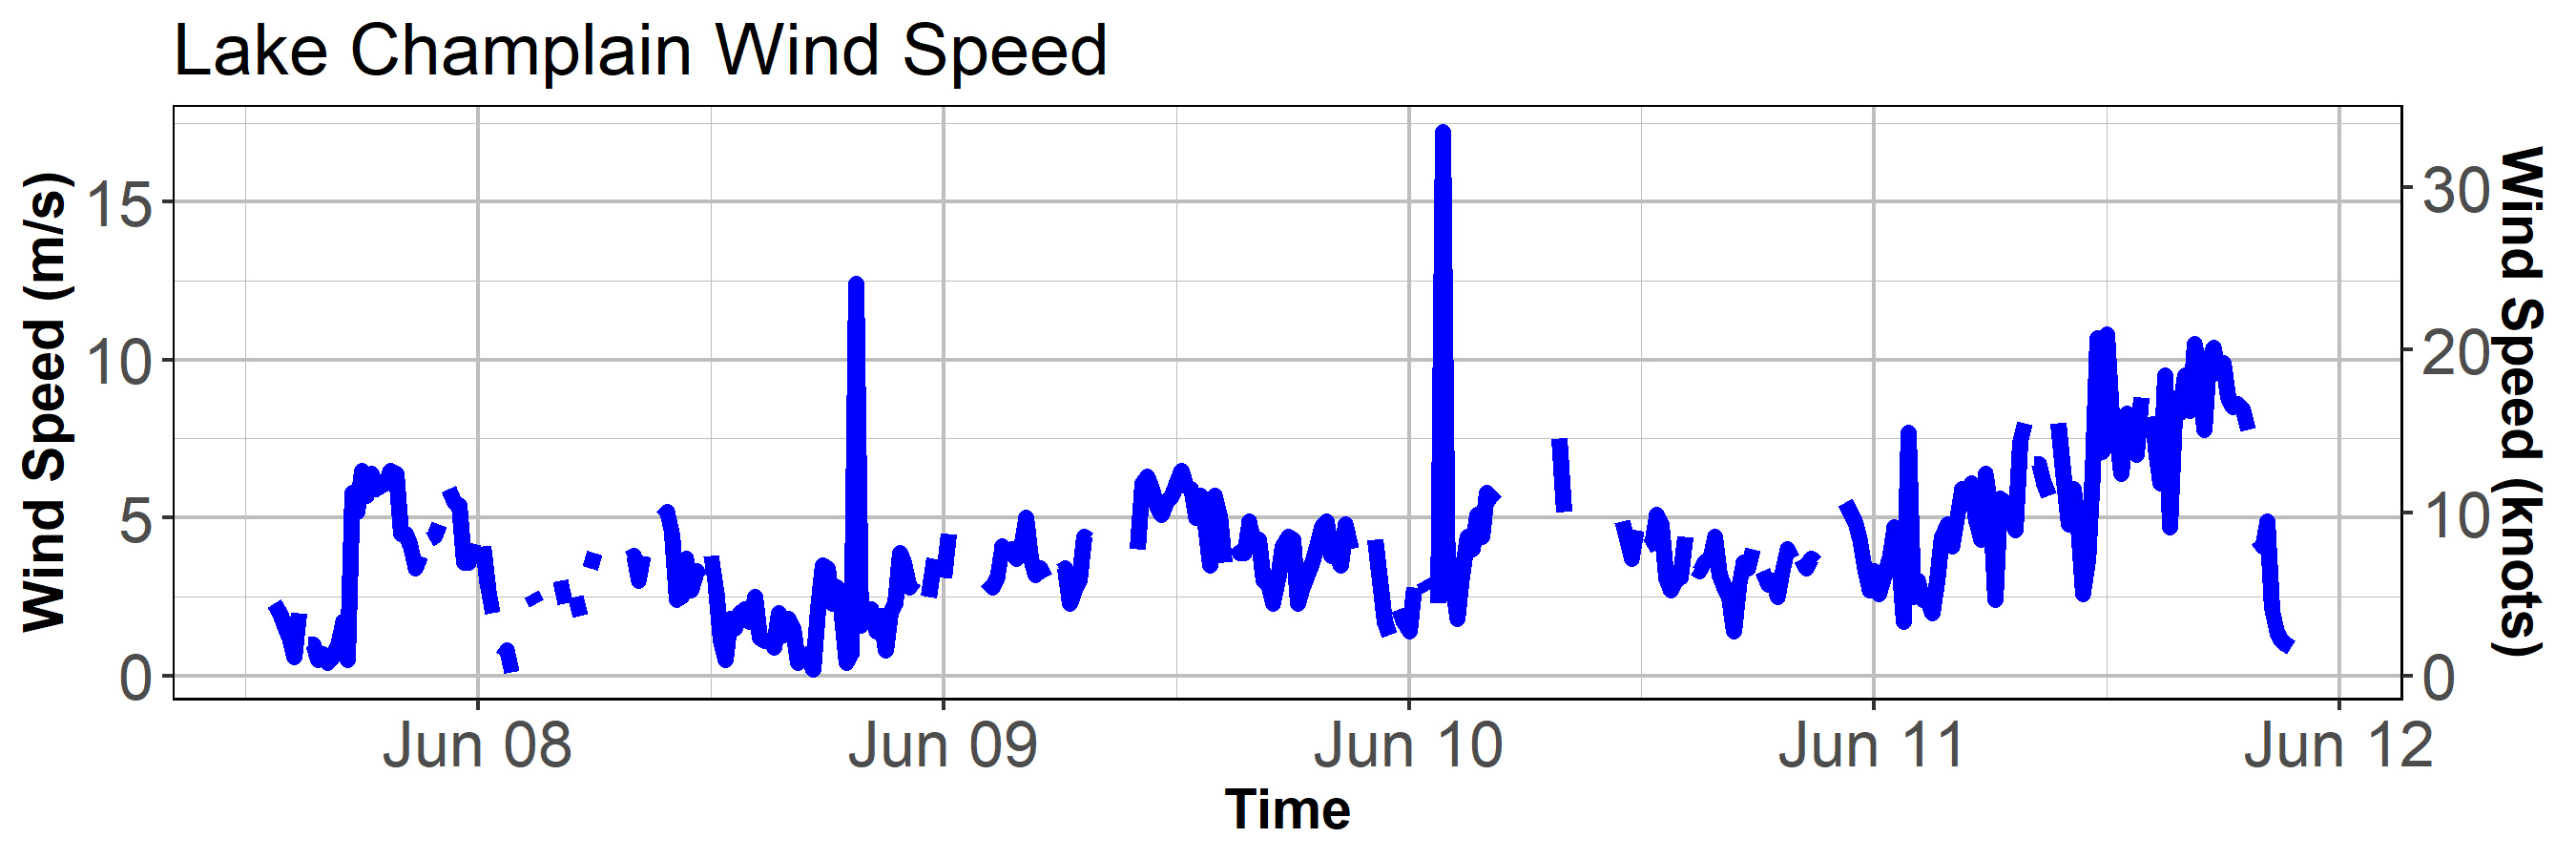 Lake Champlain Wind Speed
Wind Speed (m/s)
15
10
5
0
30
20
10
0
Wind Speed (knots)
Jun 08
Jun 09
Jun 10
Jun 11
Jun 12
Time